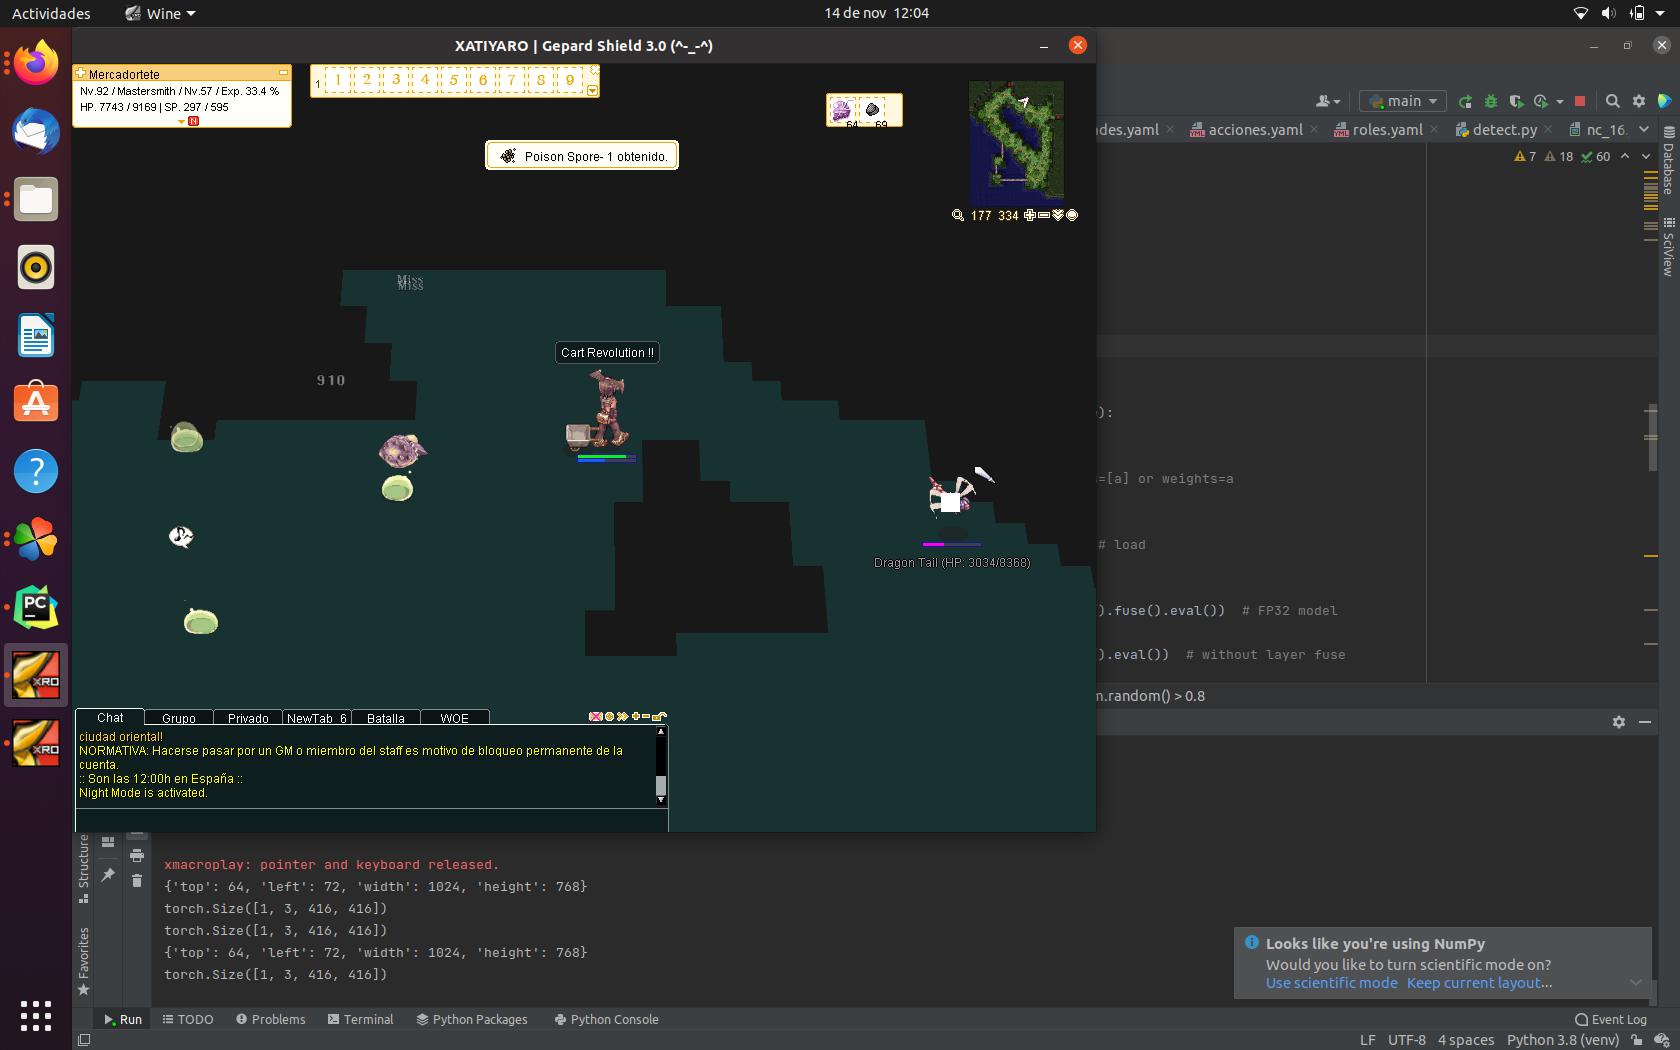 Actividades
Wine
14 de nov 12:04
XATIYARO | Gepard Shield 3.0 (^-_-^)
Mercadortete
Nv.92 / Mastersmith / Nv.57 / Exp. 33.4 %
HP. 7743 / 9169 | SP. 297 / 595
N
1 1 2 3 4 5 6 7 8 9
64 69
Poison Spore- 1 obtenido.
177 334
Miss
Miss
910
Cart Revolution !!
Dragon Tail (HP: 3034/8368)
Chat
Grupo
Privado
NewTab_6
Batalla
WOE
ciudad oriental!
NORMATIVA: Hacerse pasar por un GM o miembro del staff es motivo de bloqueo permanente de la
cuenta.
:: Son las 12:00h en España ::
Night Mode is activated.
main
des.yaml
acciones.yaml
roles.yaml
detect.py
nc_16.
7 18 60
Database
SciView
):
=[a] or weights=a
# load
).fuse().eval()) # FP32 model
).eval()) # without layer fuse
m.random() > 0.8
PC
XRO
XRO
Structure
Favorites
xmacroplay: pointer and keyboard released.
{'top': 64, 'left': 72, 'width': 1024, 'height': 768}
torch.Size([1, 3, 416, 416])
torch.Size([1, 3, 416, 416])
{'top': 64, 'left': 72, 'width': 1024, 'height': 768}
torch.Size([1, 3, 416, 416])
Looks like you're using NumPy
Would you like to turn scientific mode on?
Use scientific mode Keep current layout...
Run
TODO
Problems
Terminal
Python Packages
Python Console
Event Log
LF UTF-8 4 spaces Python 3.8 (venv)